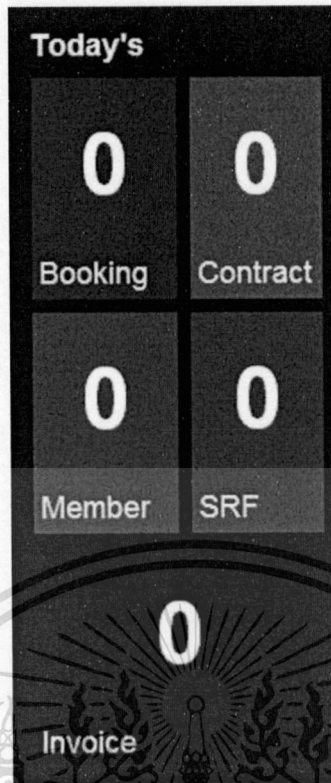 Today's
0 0
Booking Contract
0 0
Member SRF
0
Invoice